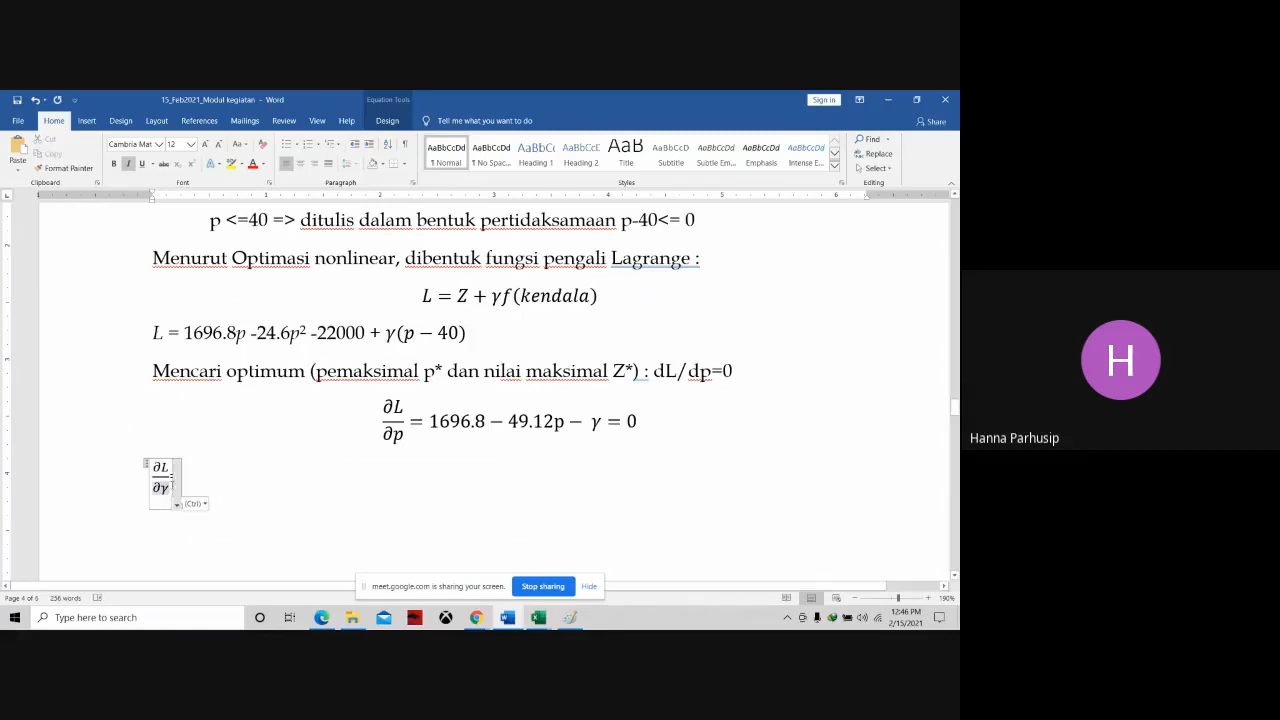 15_Feb2021_Modul kegiatan - Word
Equation Tools
Sign in
File Home Insert Design Layout References Mailings Review View Help Design Tell me what you want to do Share
Paste
Cut
Copy
Format Painter
Clipboard
Cambria Mat 12
Font
Paragraph
AaBbCcDd AaBbCcDd AaBbCc AaBbCcD AaB AaBbCcD AaBbCcDd AaBbCcDd AaBbCcDd
¶ Normal ¶ No Spac... Heading 1 Heading 2 Title Subtitle Subtle Em... Emphasis Intense E...
Styles
Find
Replace
Select
Editing
p <=40 => ditulis dalam bentuk pertidaksamaan p-40<= 0
Menurut Optimasi nonlinear, dibentuk fungsi pengali Lagrange :
L = Z + γf(kendala)
L = 1696.8p -24.6p² -22000 + γ(p − 40)
Mencari optimum (pemaksimal p* dan nilai maksimal Z*) : dL/dp=0
∂L/∂p = 1696.8 − 49.12p − γ = 0
∂L/∂γ
(Ctrl)
meet.google.com is sharing your screen. Stop sharing Hide
Page 4 of 6 256 words 190%
Type here to search
12:46 PM
2/15/2021
H
Hanna Parhusip